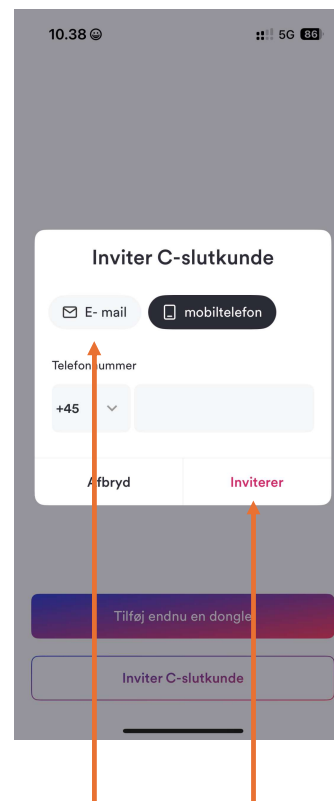 10.38 5G 86
Inviter C-slutkunde
E- mail mobiltelefon
Telefonnummer
+45
Afbryd Inviterer
Tilføj endnu en dongle
Inviter C-slutkunde